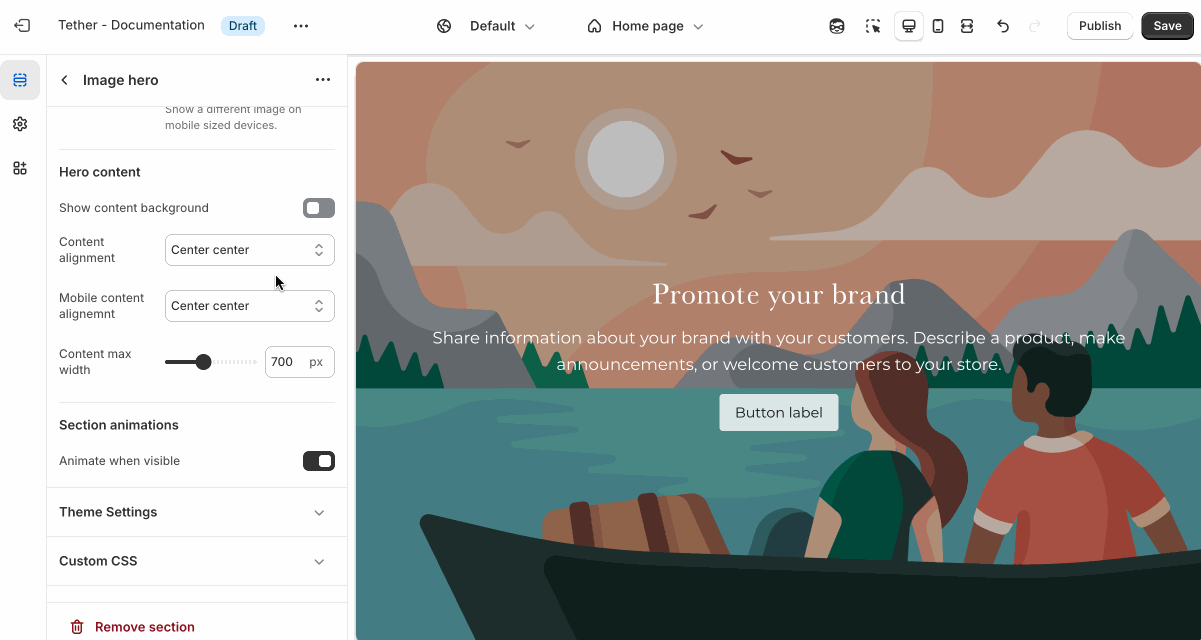 Tether - Documentation
Draft
Default
Home page
Publish
Save
Image hero
Show a different image on
mobile sized devices.
Hero content
Show content background
Content
alignment
Center center
Mobile content
alignemnt
Center center
Content max
width
700 px
Section animations
Animate when visible
Theme Settings
Custom CSS
Remove section
Promote your brand
Share information about your brand with your customers. Describe a product, make
announcements, or welcome customers to your store.
Button label